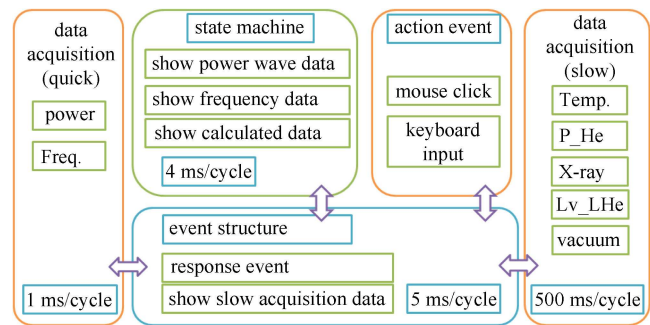 data
acquisition
(quick)
power
Freq.
1 ms/cycle
state machine
show power wave data
show frequency data
show calculated data
4 ms/cycle
action event
mouse click
keyboard
input
data
acquisition
(slow)
Temp.
P_He
X-ray
Lv_LHe
vacuum
500 ms/cycle
event structure
response event
show slow acquisition data
5 ms/cycle